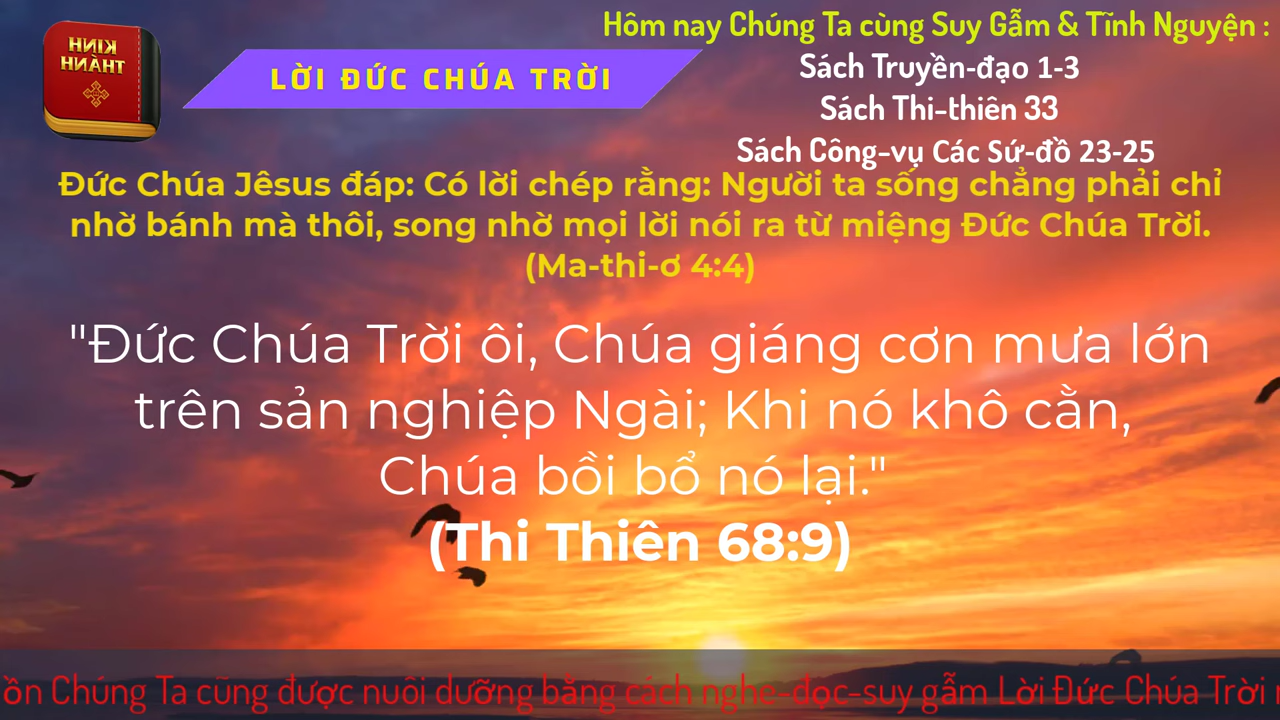 Hôm nay Chúng Ta cùng Suy Gẫm & Tĩnh Nguyện :
KINH
THÀNH
LỜI ĐỨC CHÚA TRỜI
Sách Truyền-đạo 1-3
Sách Thi-thiên 33
Sách Công-vụ Các Sứ-đồ 23-25
Đức Chúa Jêsus đáp: Có lời chép rằng: Người ta sống chẳng phải chỉ
nhờ bánh mà thôi, song nhờ mọi lời nói ra từ miệng Đức Chúa Trời.
(Ma-thi-ơ 4:4)
"Đức Chúa Trời ôi, Chúa giáng cơn mưa lớn
trên sản nghiệp Ngài; Khi nó khô cằn,
Chúa bồi bổ nó lại."
(Thi Thiên 68:9)
ồn Chúng Ta cũng được nuôi dưỡng bằng cách nghe-đọc-suy gẫm Lời Đức Chúa Trời